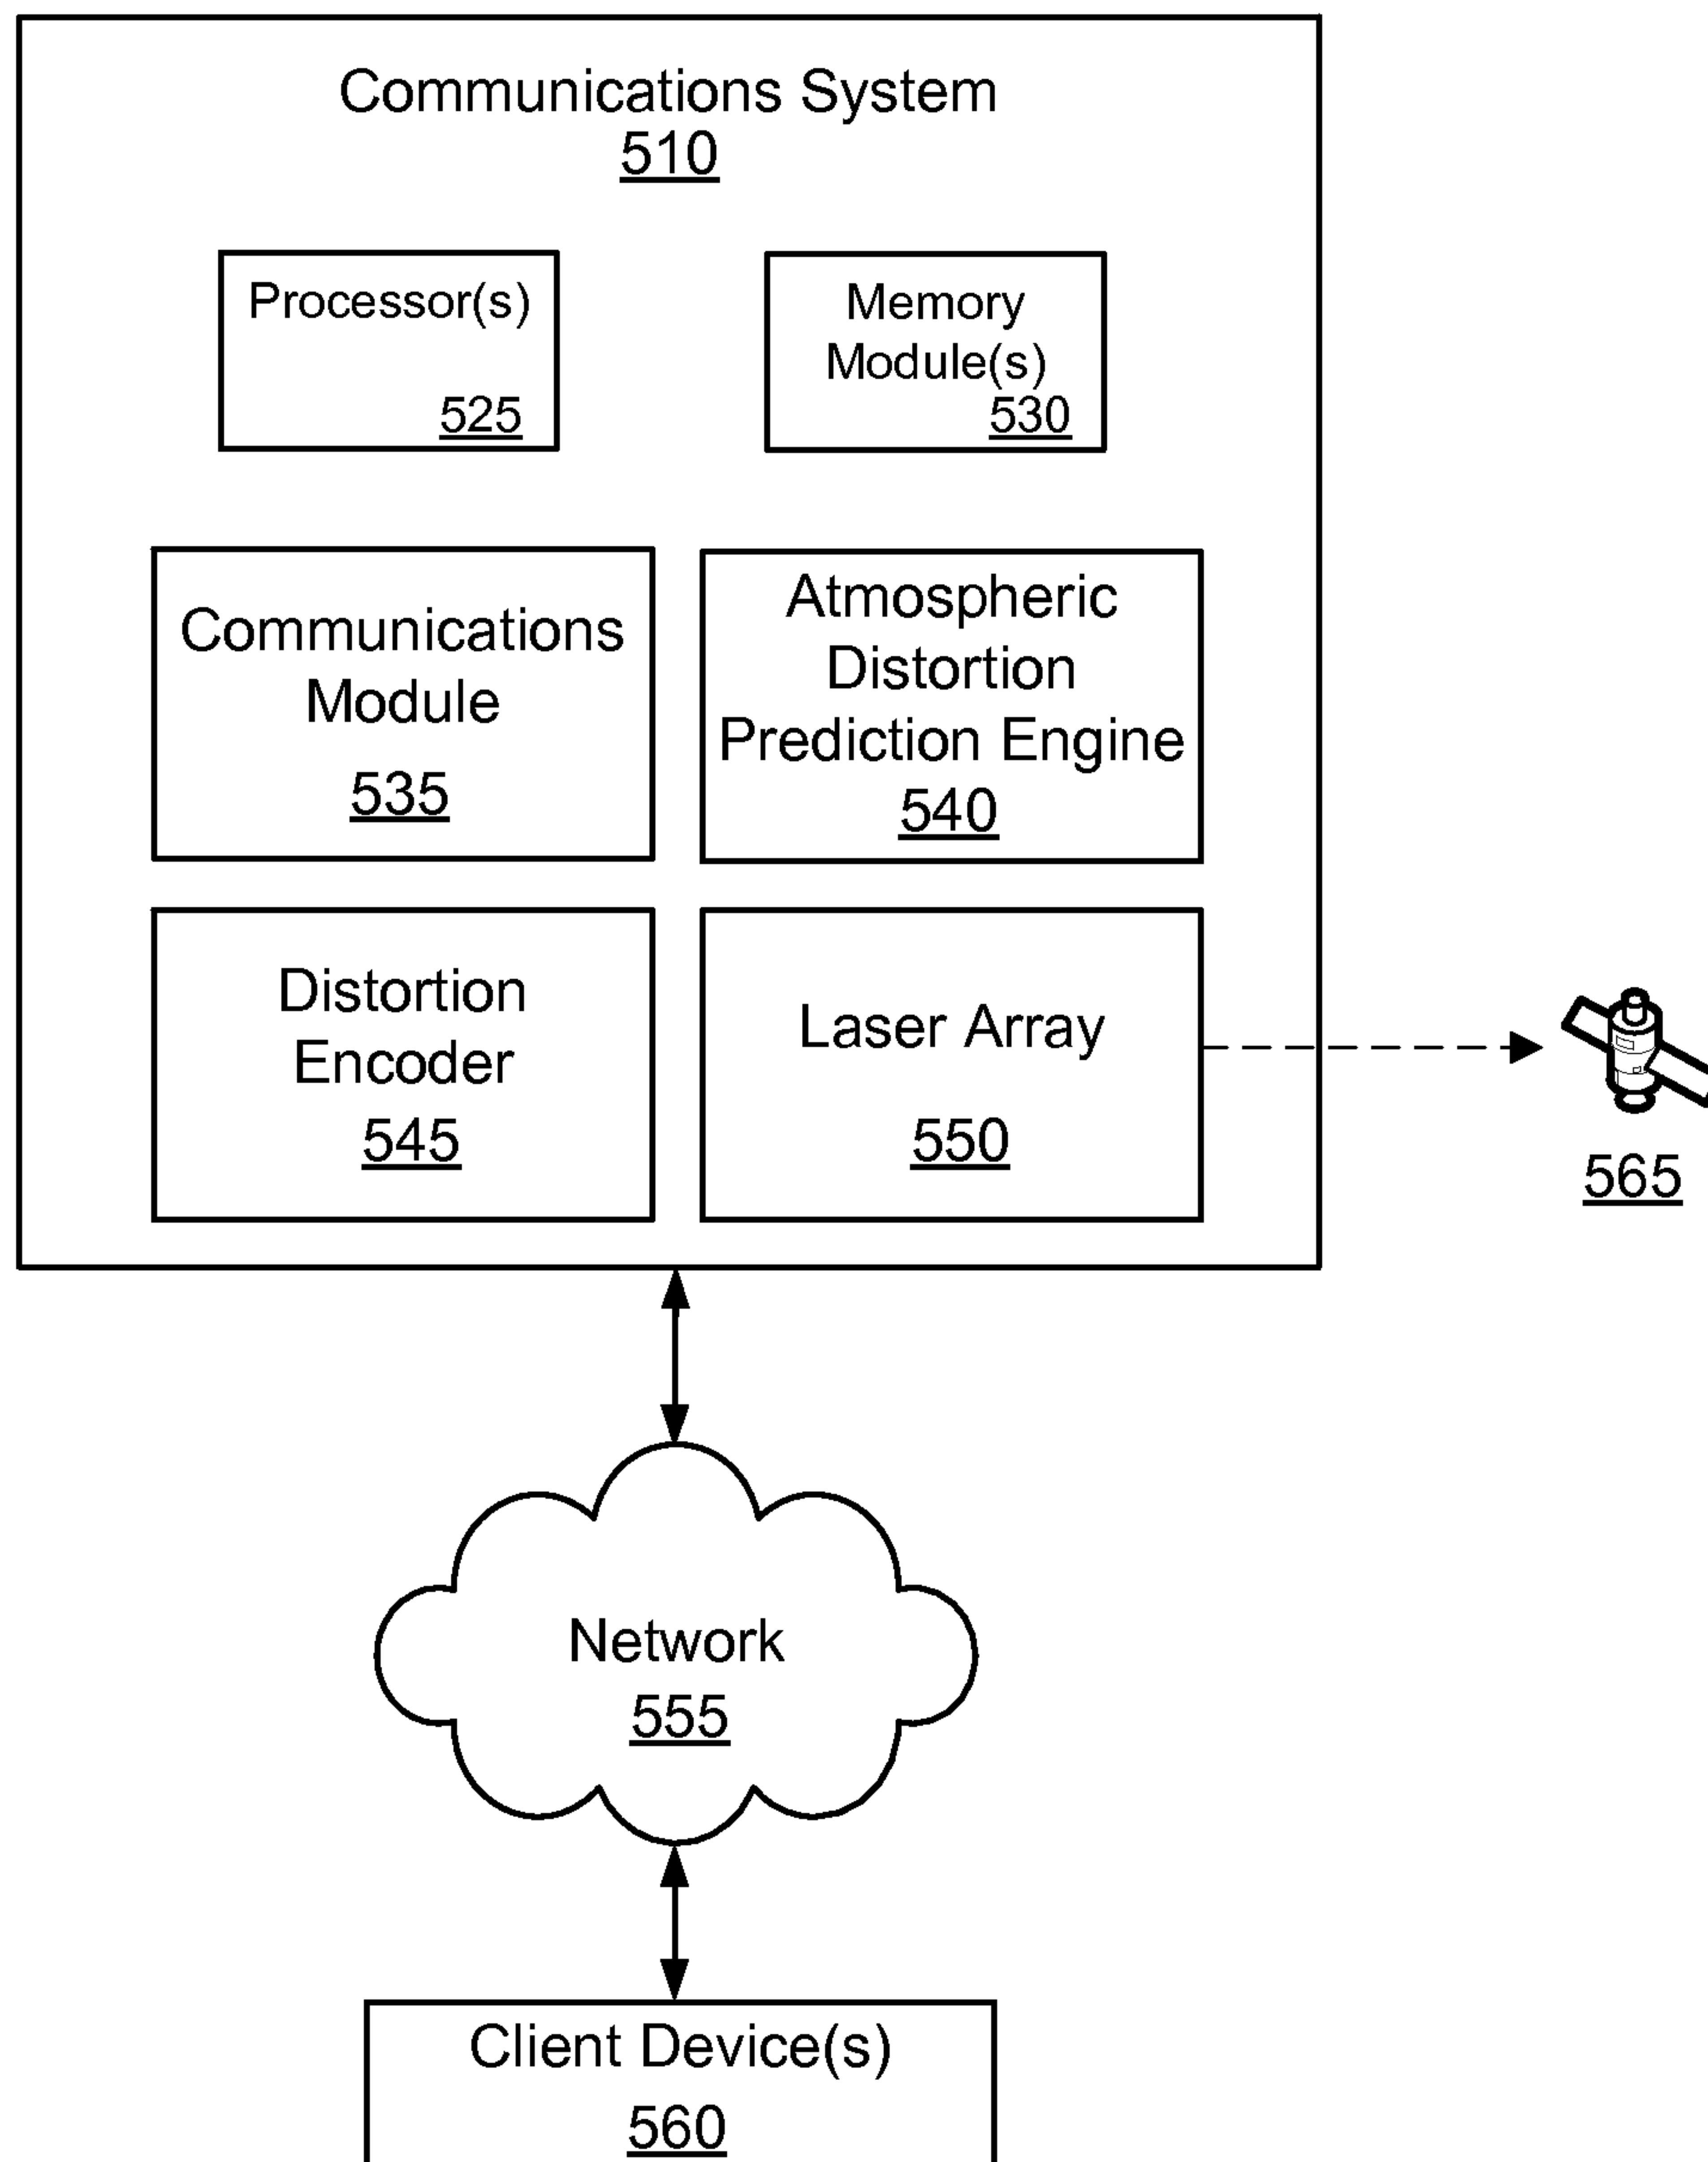 Communications System
510
Processor(s)
525
Memory
Module(s)
530
Communications
Module
535
Atmospheric
Distortion
Prediction Engine
540
Distortion
Encoder
545
Laser Array
550
565
Network
555
Client Device(s)
560